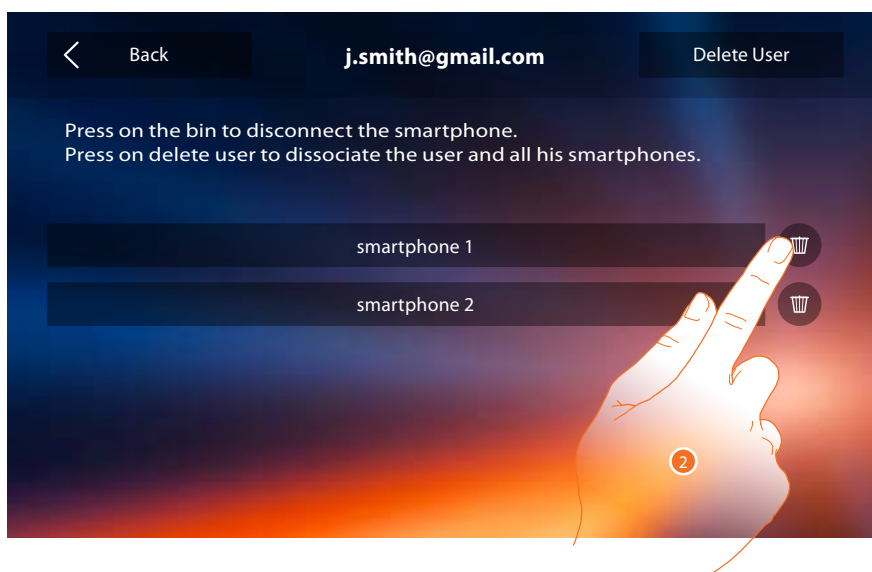 Back
j.smith@gmail.com
Delete User
Press on the bin to disconnect the smartphone.
Press on delete user to dissociate the user and all his smartphones.
smartphone 1
smartphone 2
2